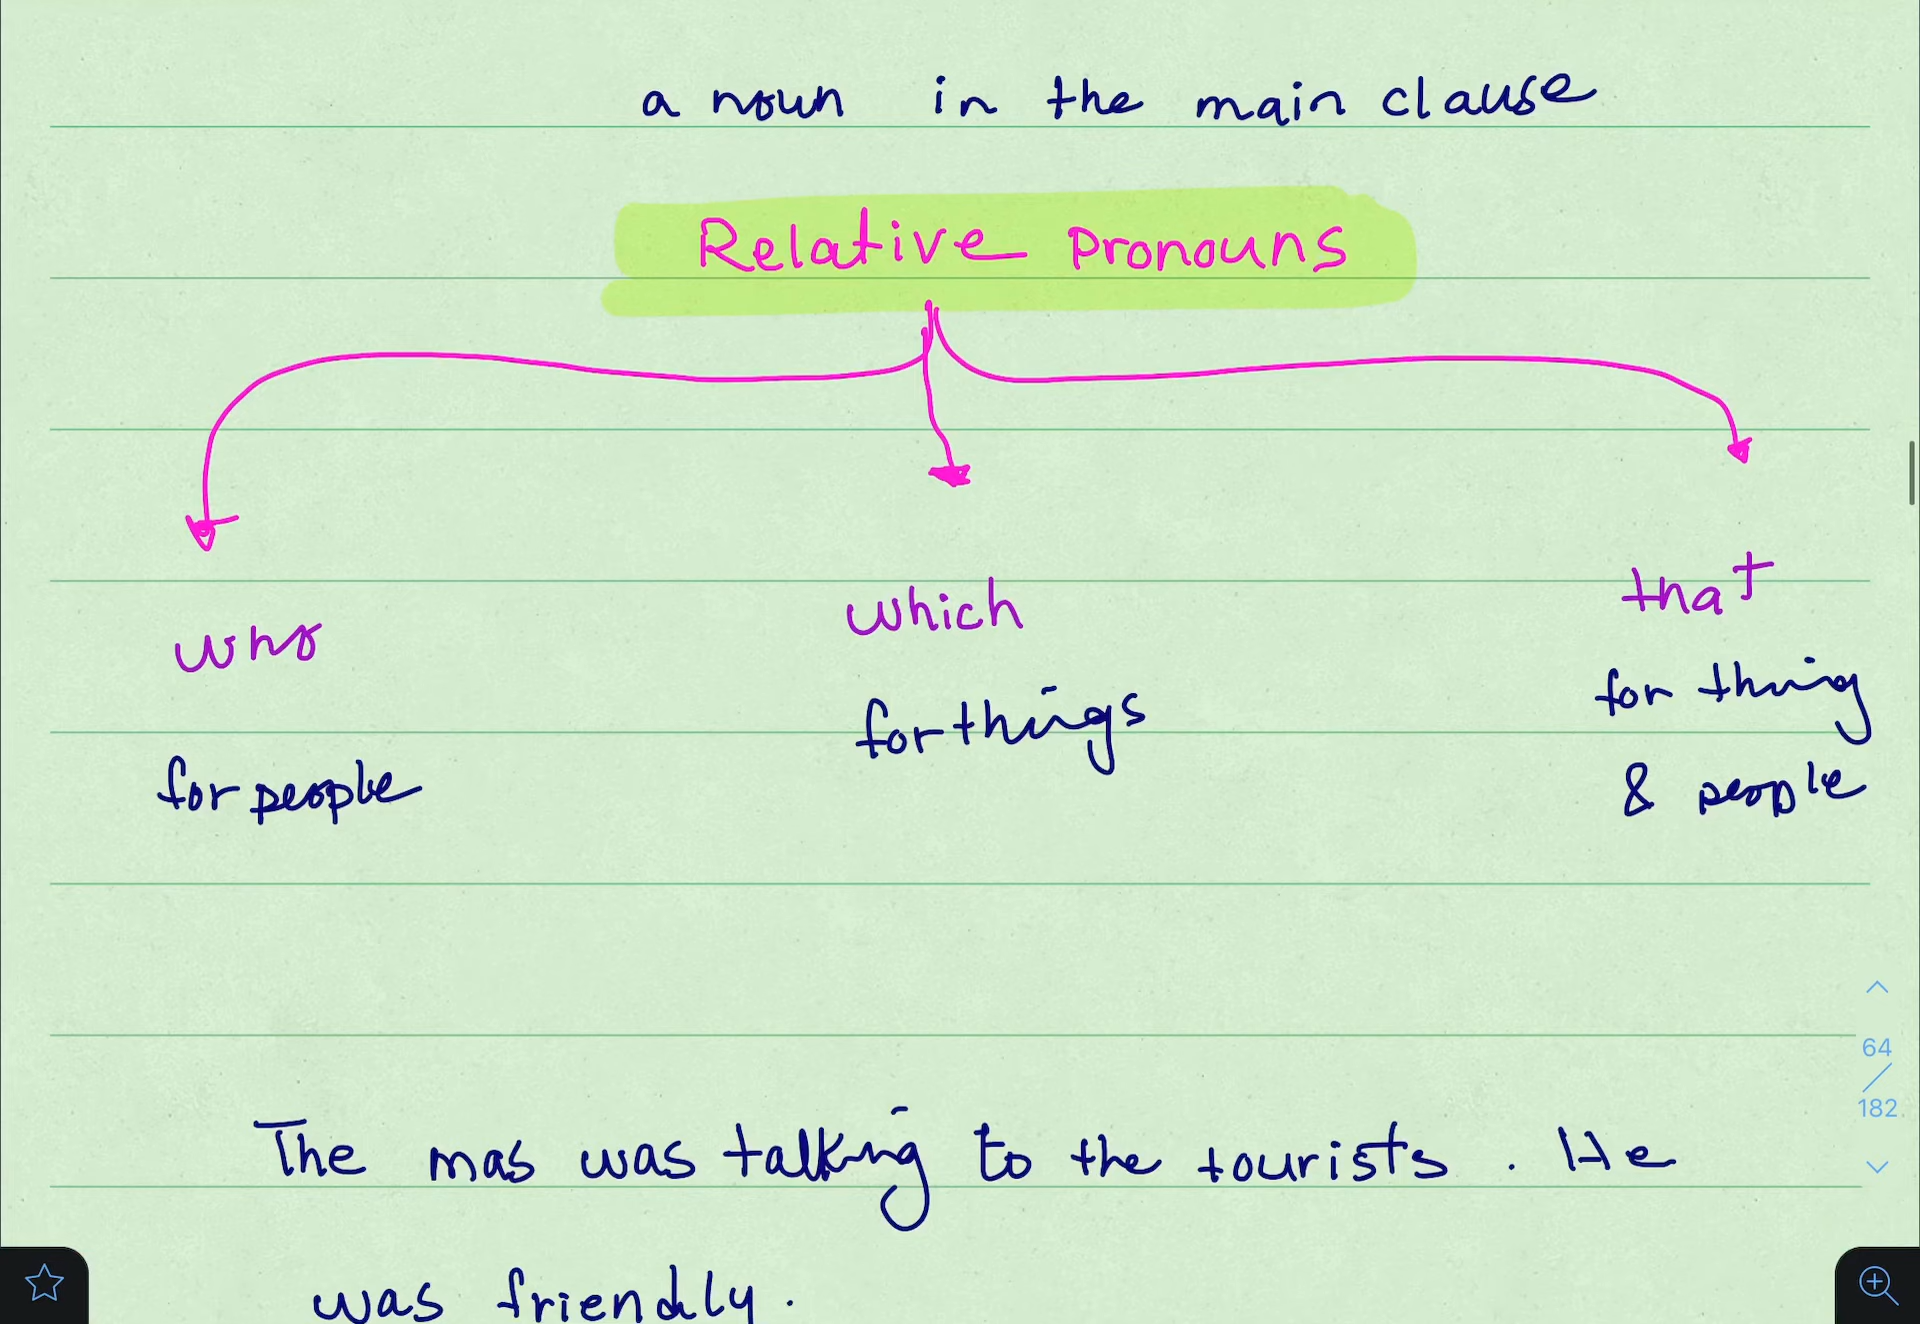 a noun in the main clause
Relative pronouns
who which that
for people for things for thing
& people
64
/
182
The mas was talking to the tourists. He
was friendly.